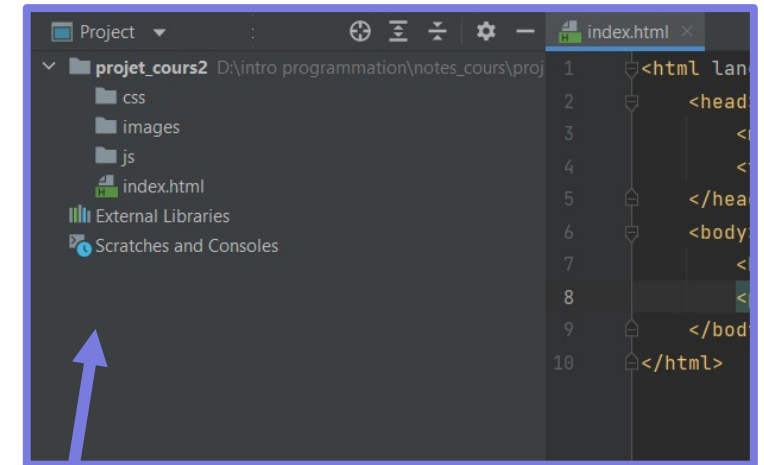 Project
index.html
projet_cours2 D:\intro programmation\notes_cours\proj
css
images
js
index.html
External Libraries
Scratches and Consoles
1 <html lan
2 <head
3 <
4 <
5 </hea
6 <body
7 <
8 <
9 </bod
10 </html>